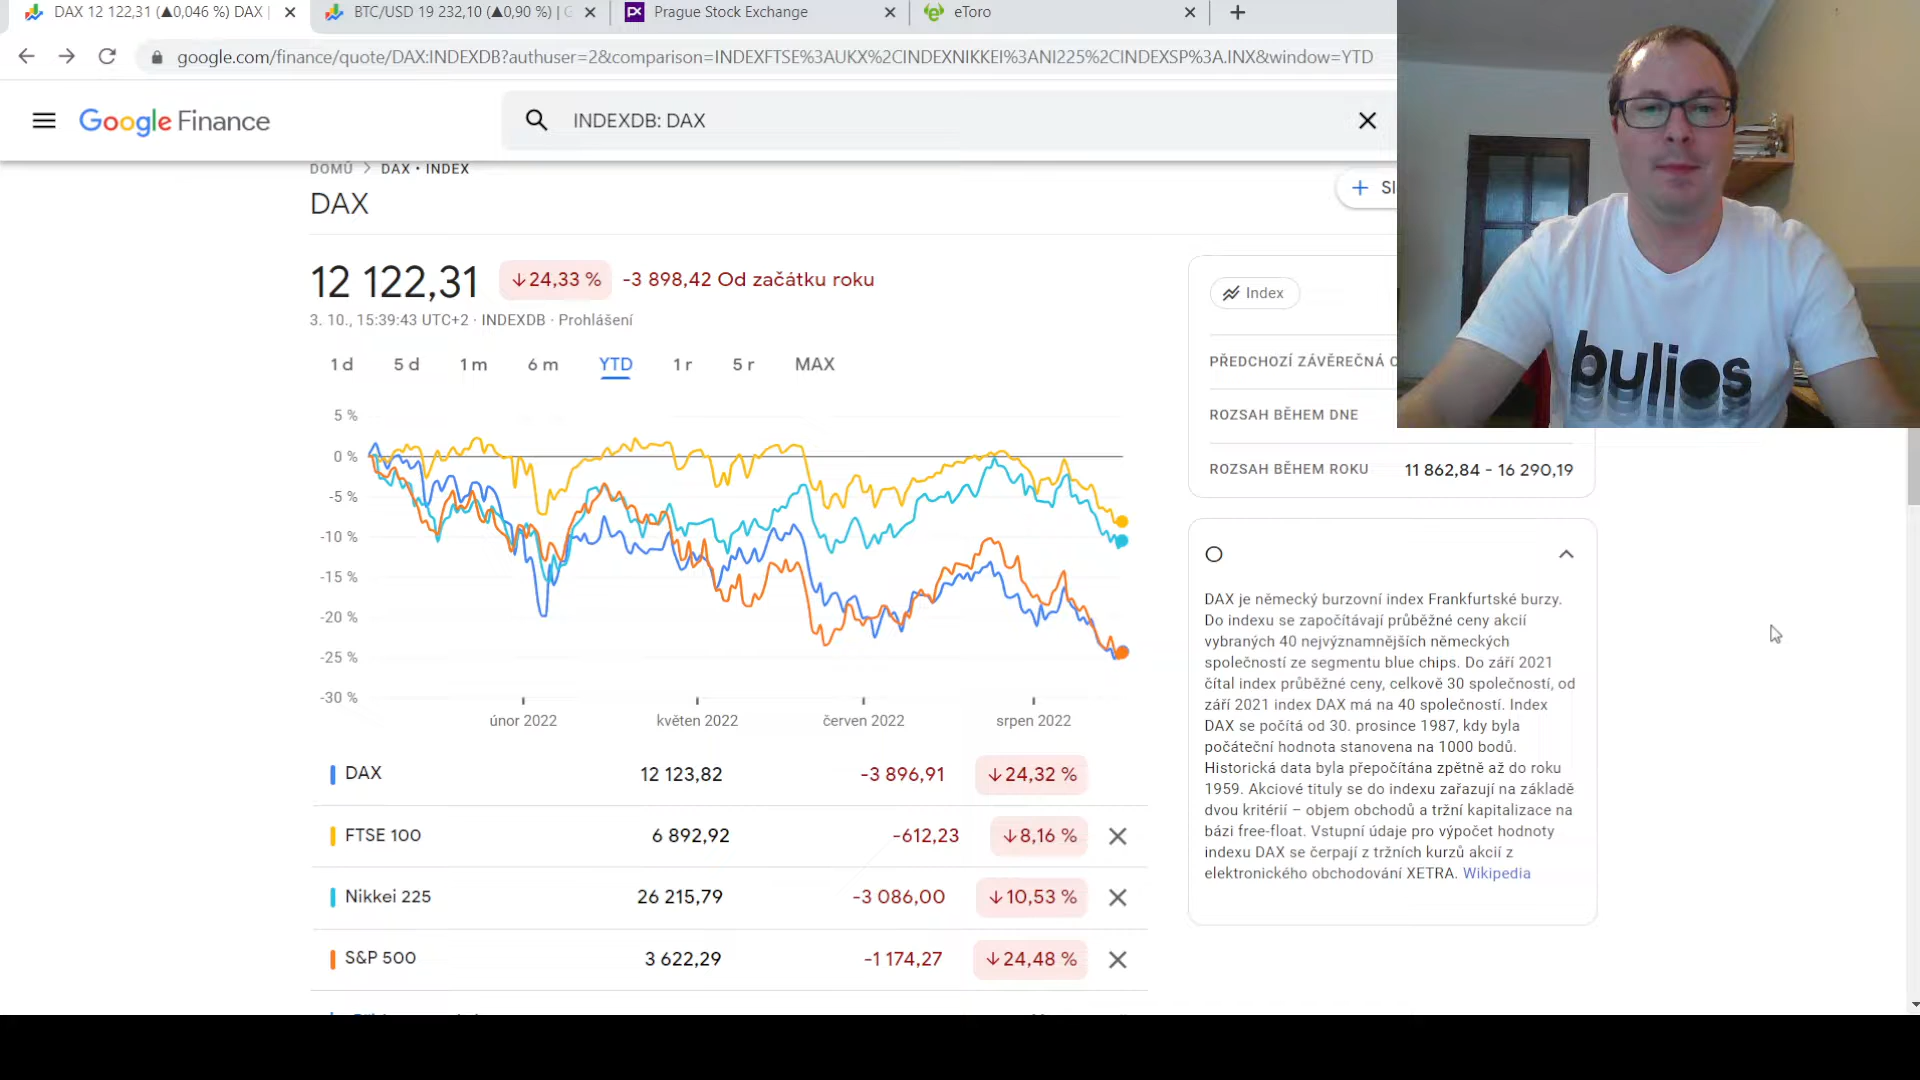 DAX 12 122,31 (▲0,046 %) DAX |
BTC/USD 19 232,10 (▲0,90 %) | G
Prague Stock Exchange
eToro
google.com/finance/quote/DAX:INDEXDB?authuser=2&comparison=INDEXFTSE%3AUKX%2CINDEXNIKKEI%3ANI225%2CINDEXSP%3A.INX&window=YTD
Google Finance
INDEXDB: DAX
DOMŮ > DAX • INDEX
DAX
+ Sl
12 122,31
↓24,33 %
-3 898,42 Od začátku roku
3. 10., 15:39:43 UTC+2 · INDEXDB · Prohlášení
1 d 5 d 1 m 6 m YTD 1 r 5 r MAX
5 %
0 %
-5 %
-10 %
-15 %
-20 %
-25 %
-30 %
únor 2022 květen 2022 červen 2022 srpen 2022
DAX 12 123,82 -3 896,91 ↓24,32 %
FTSE 100 6 892,92 -612,23 ↓8,16 %
Nikkei 225 26 215,79 -3 086,00 ↓10,53 %
S&P 500 3 622,29 -1 174,27 ↓24,48 %
Index
PŘEDCHOZÍ ZÁVĚREČNÁ C
ROZSAH BĚHEM DNE
ROZSAH BĚHEM ROKU 11 862,84 - 16 290,19
O
DAX je německý burzovní index Frankfurtské burzy.
Do indexu se započítávají průběžné ceny akcií
vybraných 40 nejvýznamnějších německých
společností ze segmentu blue chips. Do září 2021
čítal index průběžné ceny, celkově 30 společností, od
září 2021 index DAX má na 40 společností. Index
DAX se počítá od 30. prosince 1987, kdy byla
počáteční hodnota stanovena na 1000 bodů.
Historická data byla přepočítána zpětně až do roku
1959. Akciové tituly se do indexu zařazují na základě
dvou kritérií – objem obchodů a tržní kapitalizace na
bázi free-float. Vstupní údaje pro výpočet hodnoty
indexu DAX se čerpají z tržních kurzů akcií z
elektronického obchodování XETRA. Wikipedia
bulios